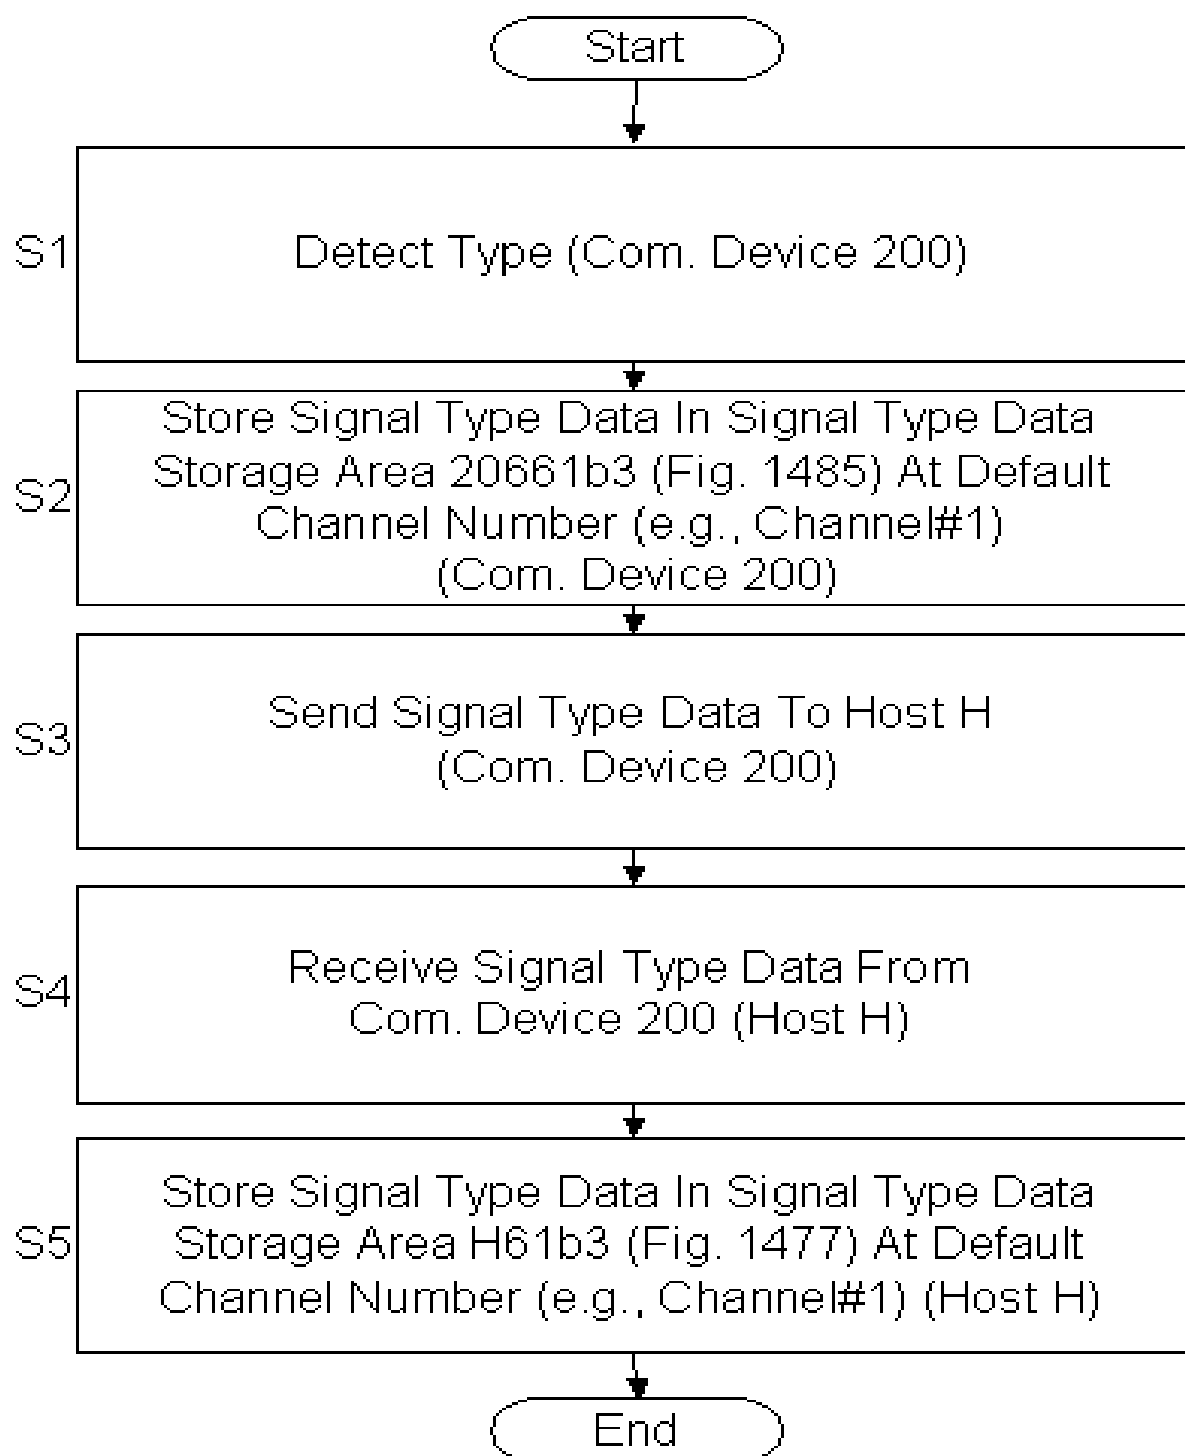 Start
S1
Detect Type (Com. Device 200)
S2
Store Signal Type Data In Signal Type Data
Storage Area 20661b3 (Fig. 1485) At Default
Channel Number (e.g., Channel#1)
(Com. Device 200)
S3
Send Signal Type Data To Host H
(Com. Device 200)
S4
Receive Signal Type Data From
Com. Device 200 (Host H)
S5
Store Signal Type Data In Signal Type Data
Storage Area H61b3 (Fig. 1477) At Default
Channel Number (e.g., Channel#1) (Host H)
End